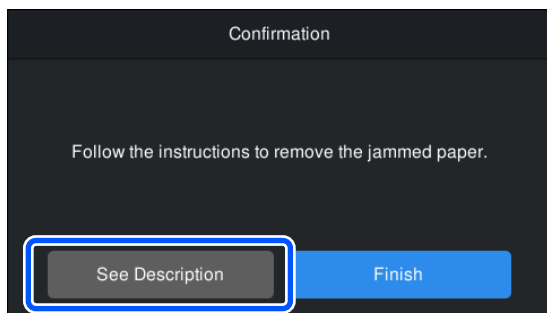 Confirmation
Follow the instructions to remove the jammed paper.
See Description
Finish